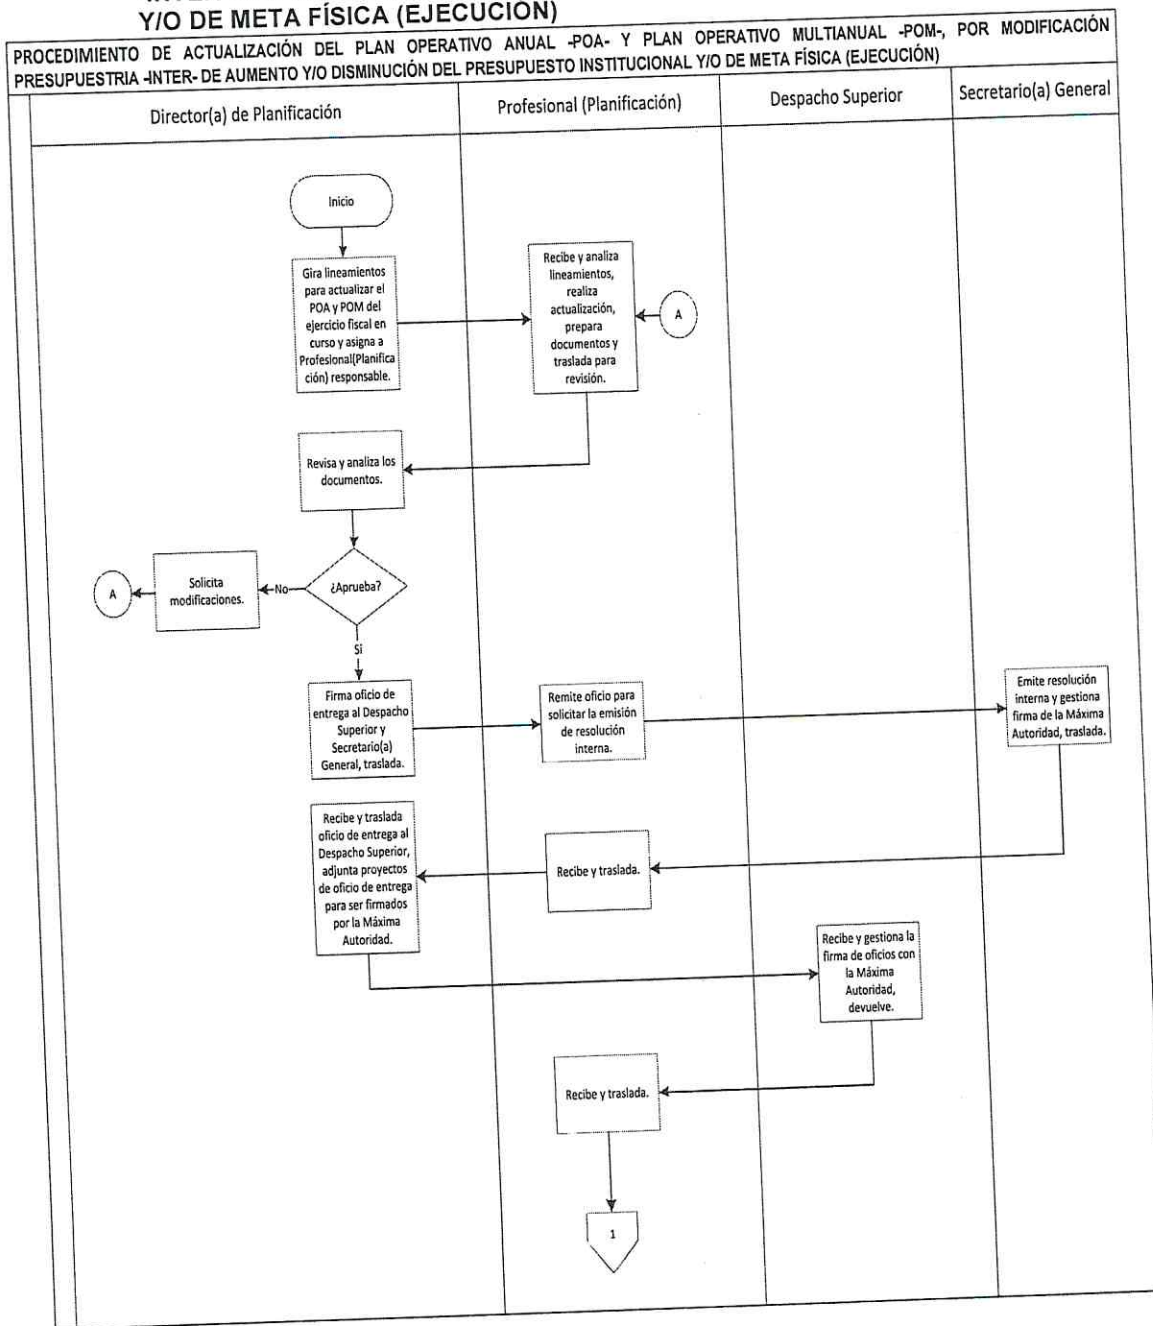 Y/O DE META FÍSICA (EJECUCIÓN)
PROCEDIMIENTO DE ACTUALIZACIÓN DEL PLAN OPERATIVO ANUAL -POA- Y PLAN OPERATIVO MULTIANUAL -POM-, POR MODIFICACIÓN
PRESUPUESTRIA -INTER- DE AUMENTO Y/O DISMINUCIÓN DEL PRESUPUESTO INSTITUCIONAL Y/O DE META FÍSICA (EJECUCIÓN)
Director(a) de Planificación
Profesional (Planificación)
Despacho Superior
Secretario(a) General
Inicio
Gira lineamientos
para actualizar el
POA y POM del
ejercicio fiscal en
curso y asigna a
Profesional(Planifica
ción) responsable.
Recibe y analiza
lineamientos,
realiza
actualización,
prepara
documentos y
traslada para
revisión.
A
Revisa y analiza los
documentos.
¿Aprueba?
No
Solicita
modificaciones.
A
Si
Firma oficio de
entrega al Despacho
Superior y
Secretario(a)
General, traslada.
Remite oficio para
solicitar la emisión
de resolución
interna.
Emite resolución
interna y gestiona
firma de la Máxima
Autoridad, traslada.
Recibe y traslada.
Recibe y traslada
oficio de entrega al
Despacho Superior,
adjunta proyectos
de oficio de entrega
para ser firmados
por la Máxima
Autoridad.
Recibe y gestiona la
firma de oficios con
la Máxima
Autoridad,
devuelve.
Recibe y traslada.
1